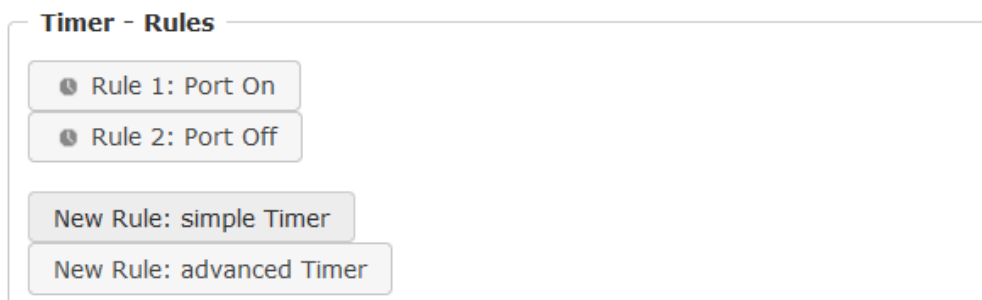 Timer - Rules
Rule 1: Port On
Rule 2: Port Off
New Rule: simple Timer
New Rule: advanced Timer